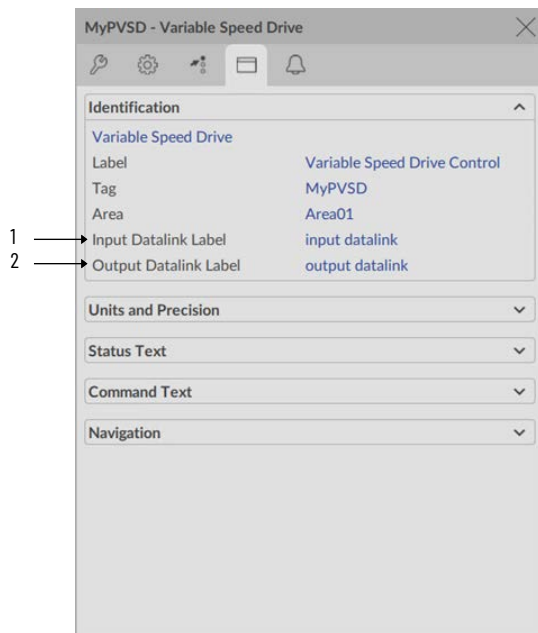 MyPVSD - Variable Speed Drive
Identification
Variable Speed Drive
Label Variable Speed Drive Control
Tag MyPVSD
Area Area01
1 Input Datalink Label input datalink
2 Output Datalink Label output datalink
Units and Precision
Status Text
Command Text
Navigation